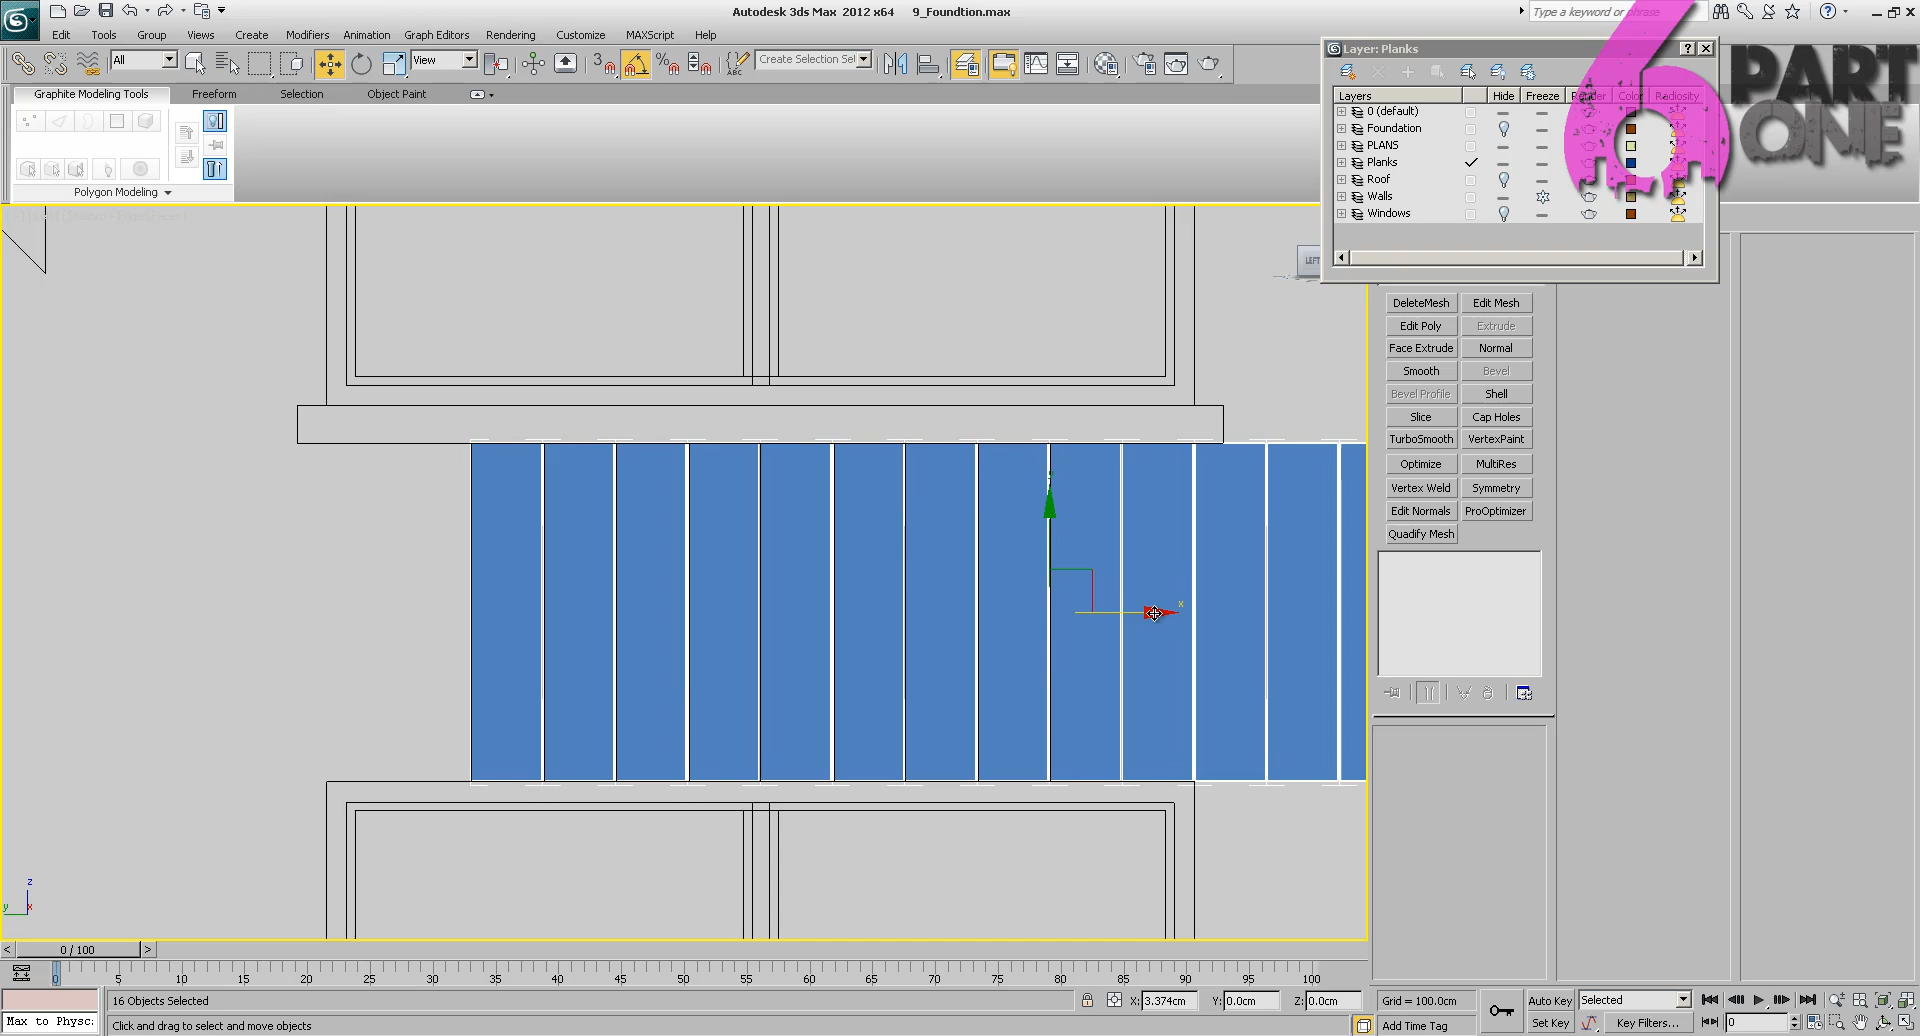 Autodesk 3ds Max 2012 x64 9_Foundtion.max
Type a keyword or phrase
Edit Tools Group Views Create Modifiers Animation Graph Editors Rendering Customize MAXScript Help
All View 3 Create Selection Sel
Layer: Planks
6 PART ONE
Graphite Modeling Tools Freeform Selection Object Paint
Polygon Modeling
Layers Hide Freeze Render Color Radiosity
0 (default)
Foundation
PLANS
Planks
Roof
Walls
Windows
LEFT
DeleteMesh Edit Mesh
Edit Poly Extrude
Face Extrude Normal
Smooth Bevel
Bevel Profile Shell
Slice Cap Holes
TurboSmooth VertexPaint
Optimize MultiRes
Vertex Weld Symmetry
Edit Normals ProOptimizer
Quadify Mesh
x
z
y x
< 0 / 100 >
0 5 10 15 20 25 30 35 40 45 50 55 60 65 70 75 80 85 90 95 100
16 Objects Selected X: 3.374cm Y: 0.0cm Z: 0.0cm Grid = 100.0cm Auto Key Selected
Max to Physc: Click and drag to select and move objects Add Time Tag Set Key Key Filters... 0